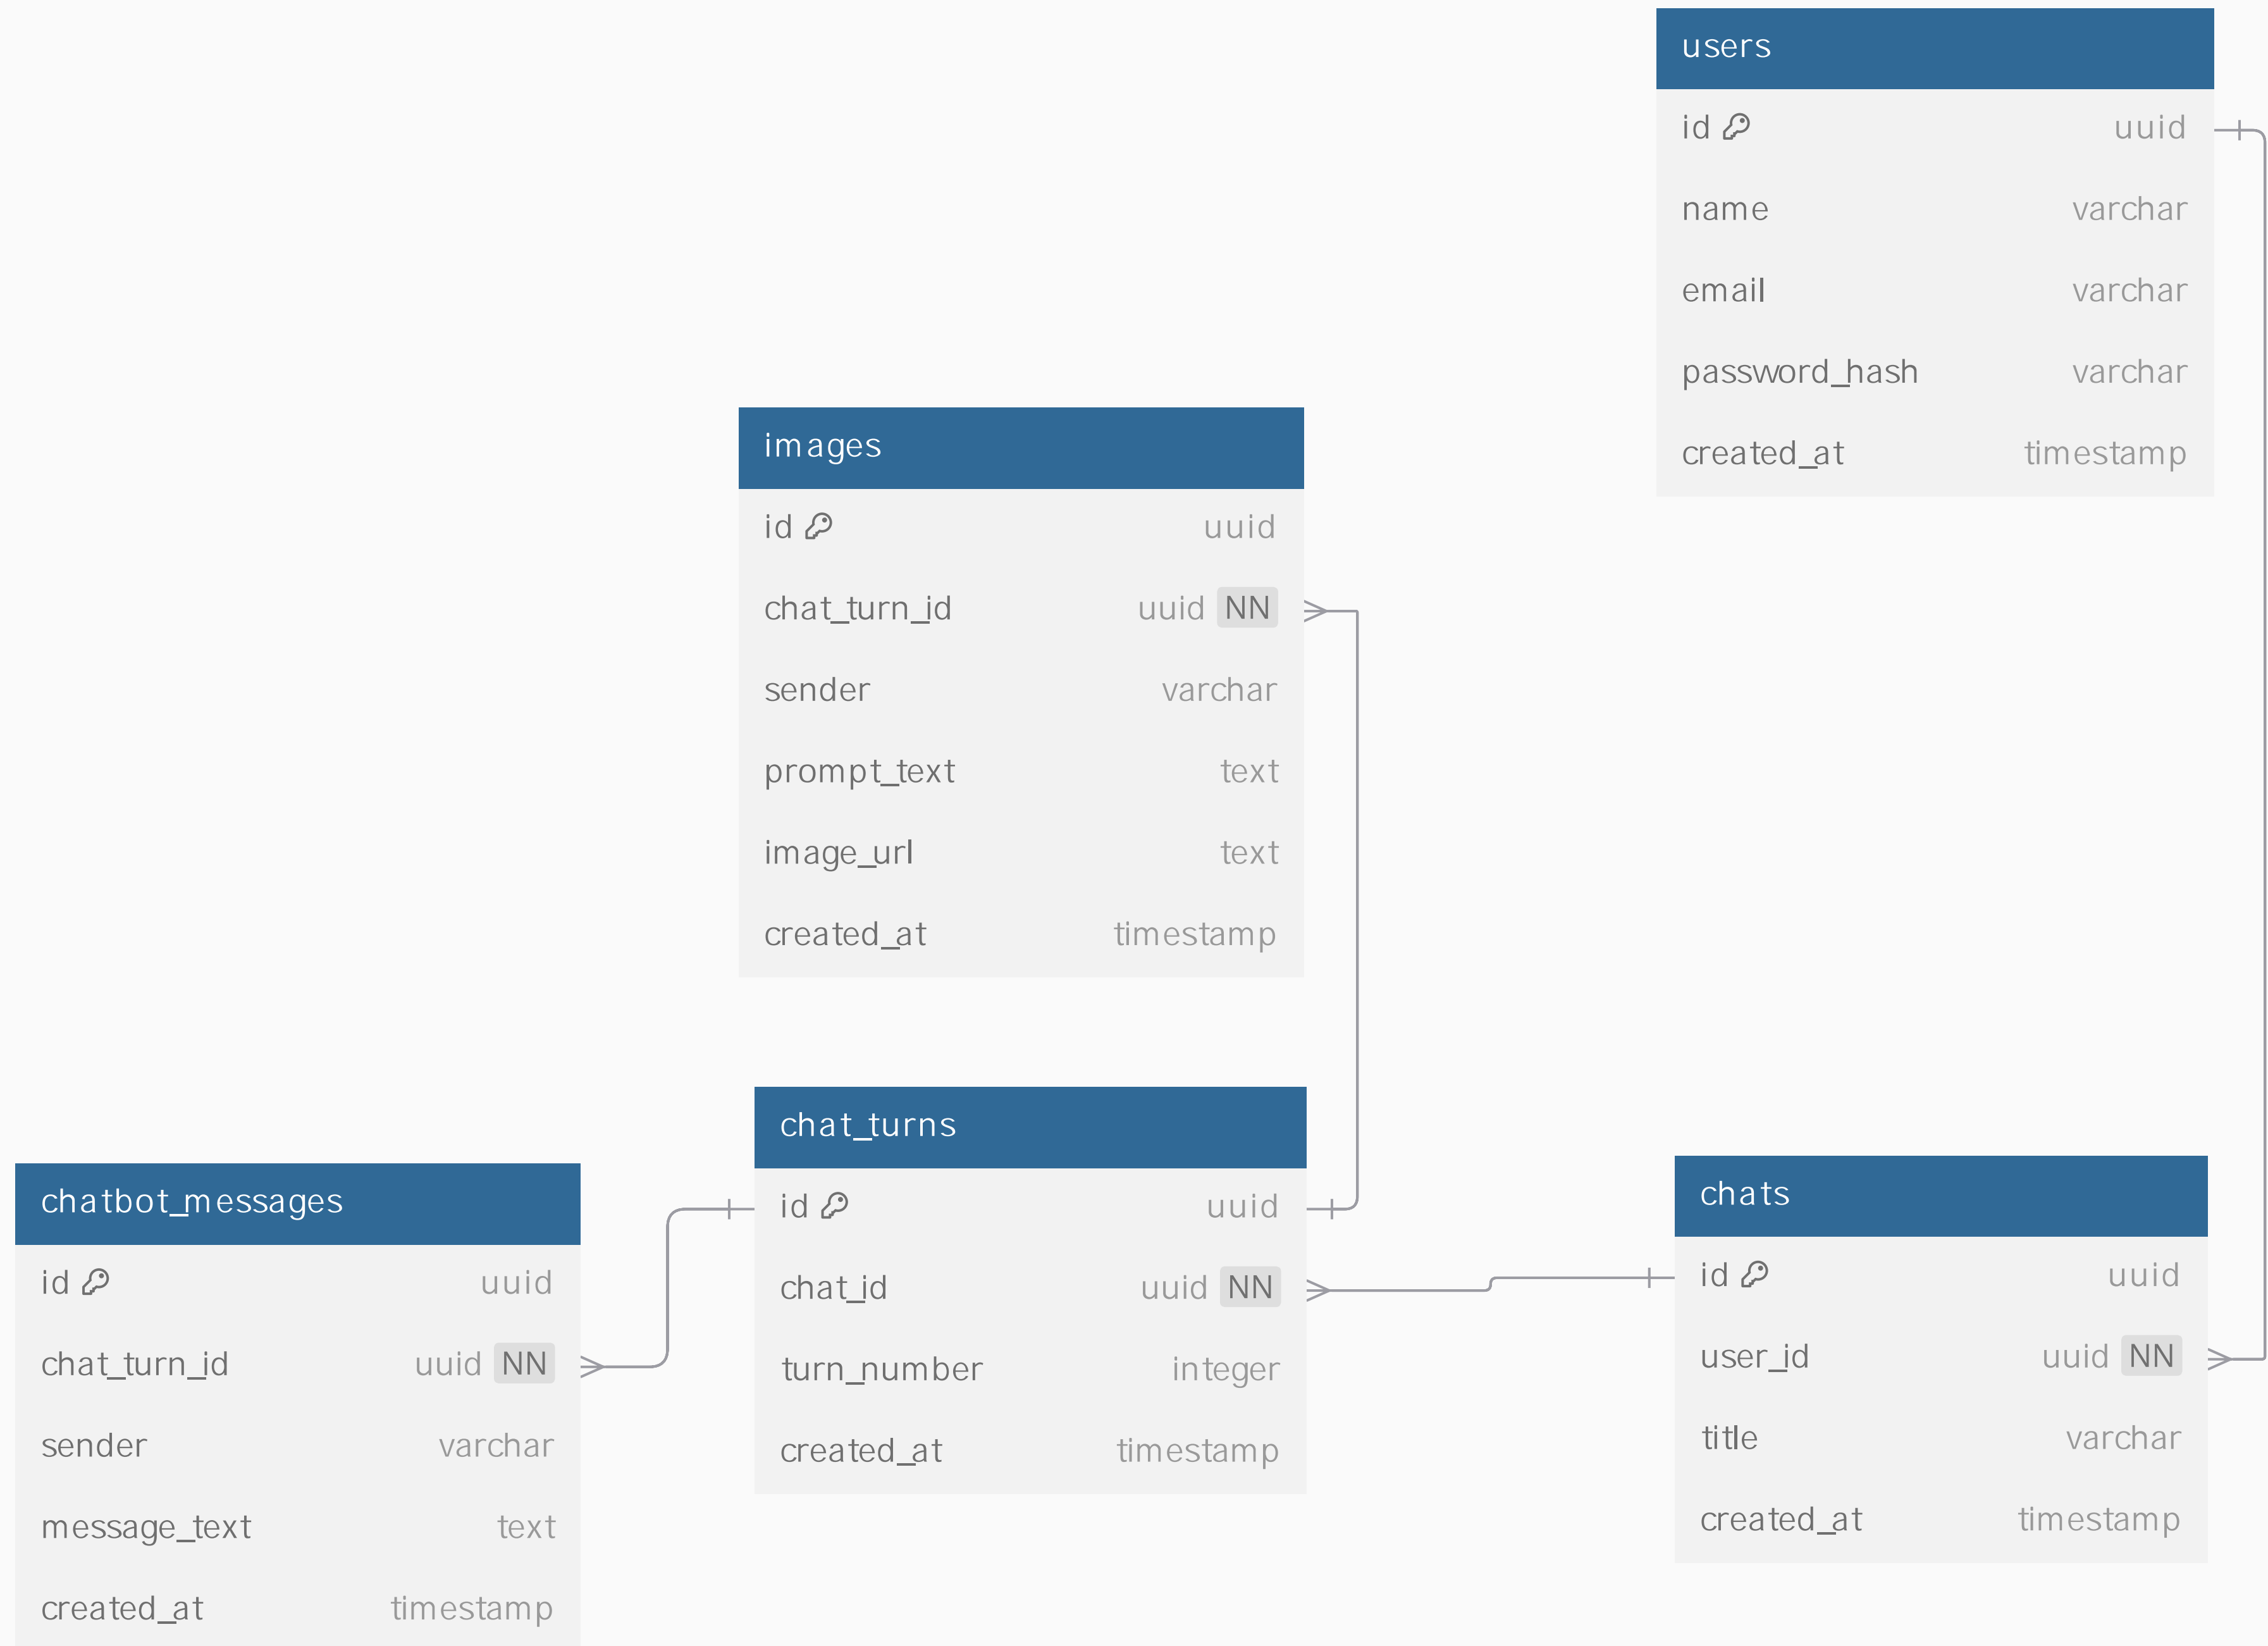 users
id uuid
name varchar
email varchar
password_hash varchar
created_at timestamp
images
id uuid
chat_turn_id uuid NN
sender varchar
prompt_text text
image_url text
created_at timestamp
chat_turns
id uuid
chat_id uuid NN
turn_number integer
created_at timestamp
chatbot_messages
id uuid
chat_turn_id uuid NN
sender varchar
message_text text
created_at timestamp
chats
id uuid
user_id uuid NN
title varchar
created_at timestamp